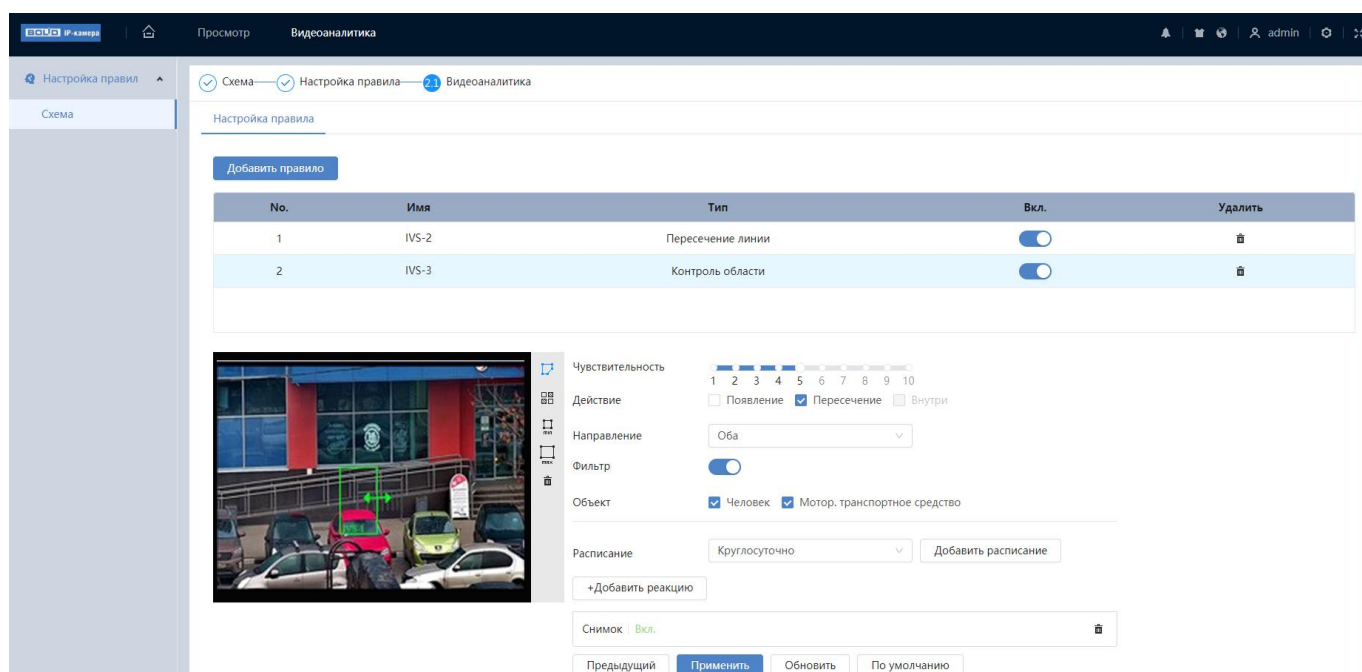 BOLID IP-камера Просмотр Видеоаналитика admin
Настройка правил
Схема Настройка правила 2.1 Видеоаналитика
Схема
Настройка правила
Добавить правило
No. Имя Тип Вкл. Удалить
1 IVS-2 Пересечение линии
2 IVS-3 Контроль области
Чувствительность
1 2 3 4 5 6 7 8 9 10
Действие Появление Пересечение Внутри
min
Направление Оба
max
Фильтр
Объект Человек Мотор. транспортное средство
Расписание Круглосуточно Добавить расписание
+Добавить реакцию
Снимок Вкл.
Предыдущий Применить Обновить По умолчанию